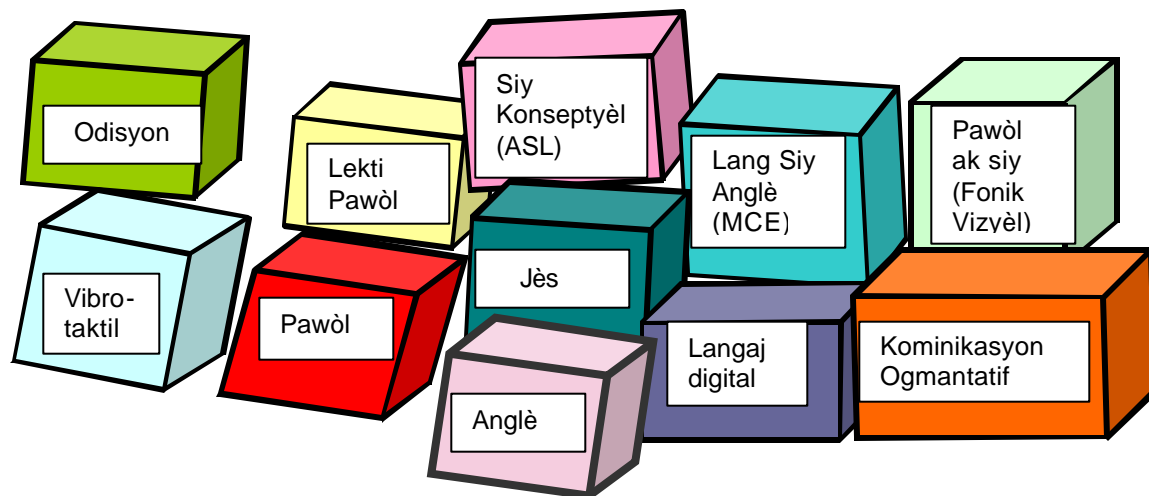 Odisyon
Lekti
Pawòl
Siy
Konseptyèl
(ASL)
Lang Siy
Anglè
(MCE)
Pawòl
ak siy
(Fonik
Vizyèl)
Vibro-
taktil
Pawòl
Jès
Anglè
Langaj
digital
Kominikasyon
Ogmantatif